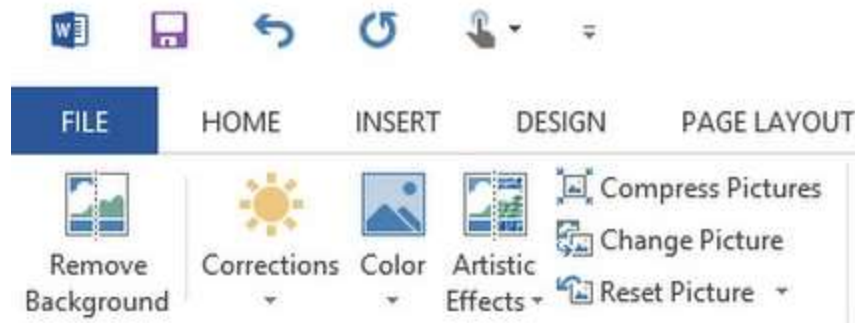 W
FILE HOME INSERT DESIGN PAGE LAYOUT
Remove
Background
Corrections
Color
Artistic
Effects
Compress Pictures
Change Picture
Reset Picture